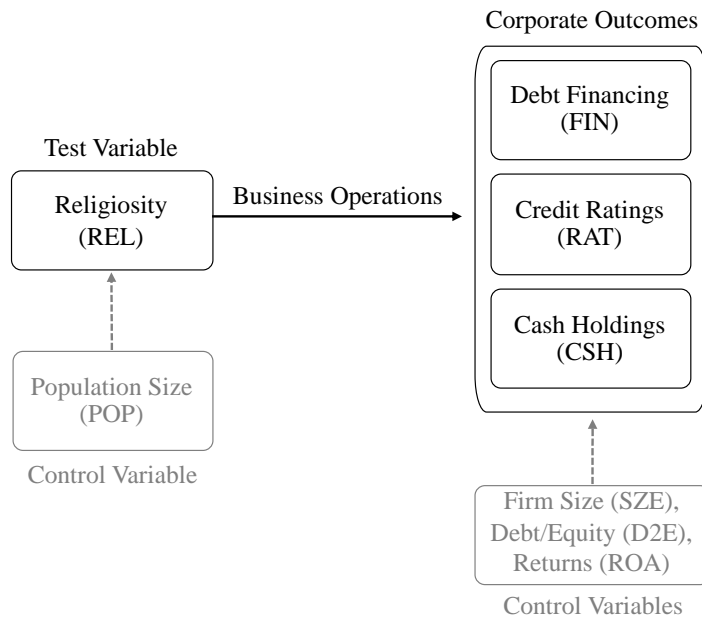 Corporate Outcomes
Debt Financing
(FIN)
Test Variable
Religiosity
(REL)
Business Operations
Credit Ratings
(RAT)
Cash Holdings
(CSH)
Population Size
(POP)
Control Variable
Firm Size (SZE),
Debt/Equity (D2E),
Returns (ROA)
Control Variables